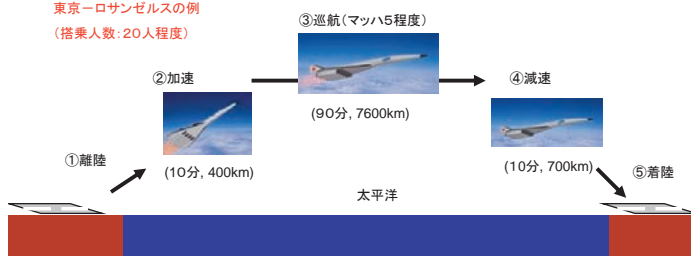 東京－ロサンゼルスの例
（搭乗人数：２０人程度）
①離陸
②加速
(１０分, 400km)
③巡航（マッハ５程度）
(９０分, 7600km)
④減速
(１０分, 700km)
⑤着陸
太平洋